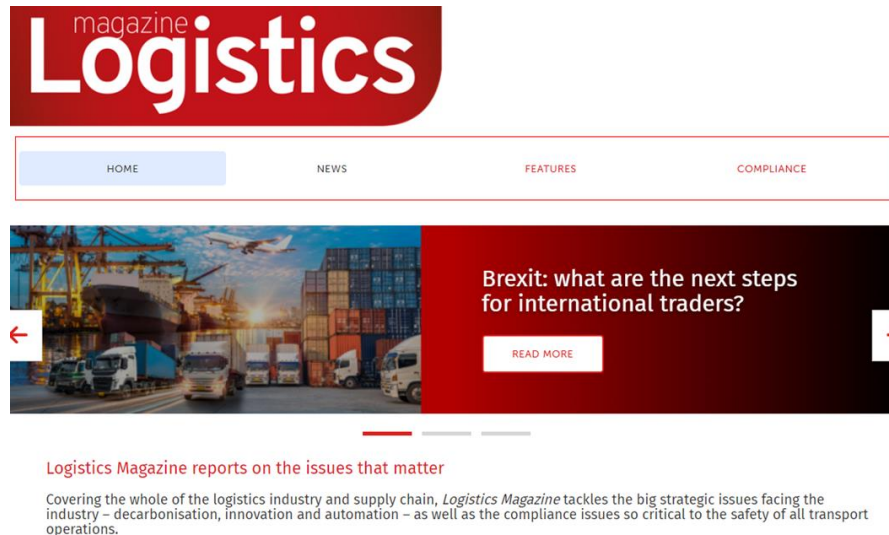 magazine
Logistics
HOME NEWS FEATURES COMPLIANCE
Brexit: what are the next steps
for international traders?
READ MORE
Logistics Magazine reports on the issues that matter
Covering the whole of the logistics industry and supply chain, Logistics Magazine tackles the big strategic issues facing the
industry – decarbonisation, innovation and automation – as well as the compliance issues so critical to the safety of all transport
operations.